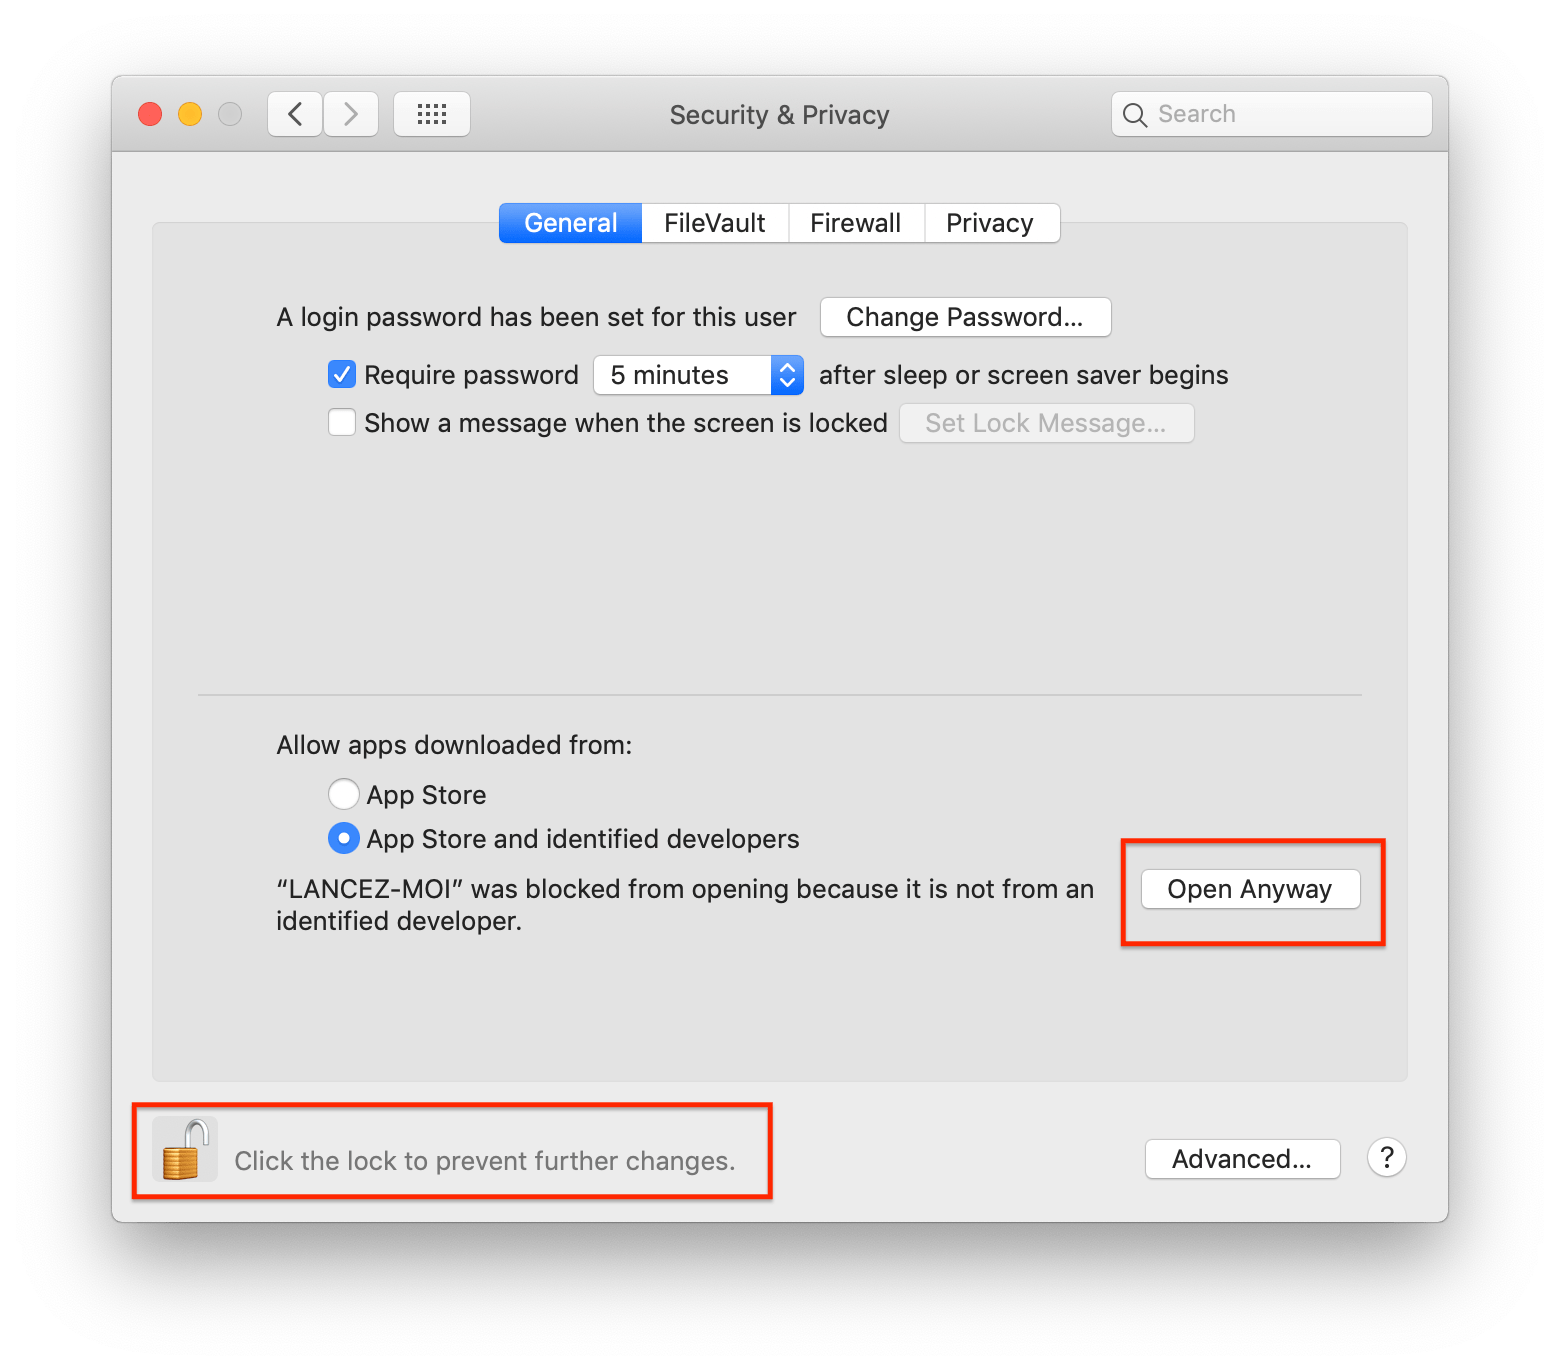 Security & Privacy
Search
General
FileVault
Firewall
Privacy
A login password has been set for this user
Change Password...
Require password
5 minutes
after sleep or screen saver begins
Show a message when the screen is locked
Set Lock Message...
Allow apps downloaded from:
App Store
App Store and identified developers
“LANCEZ-MOI” was blocked from opening because it is not from an
identified developer.
Open Anyway
Click the lock to prevent further changes.
Advanced...
?